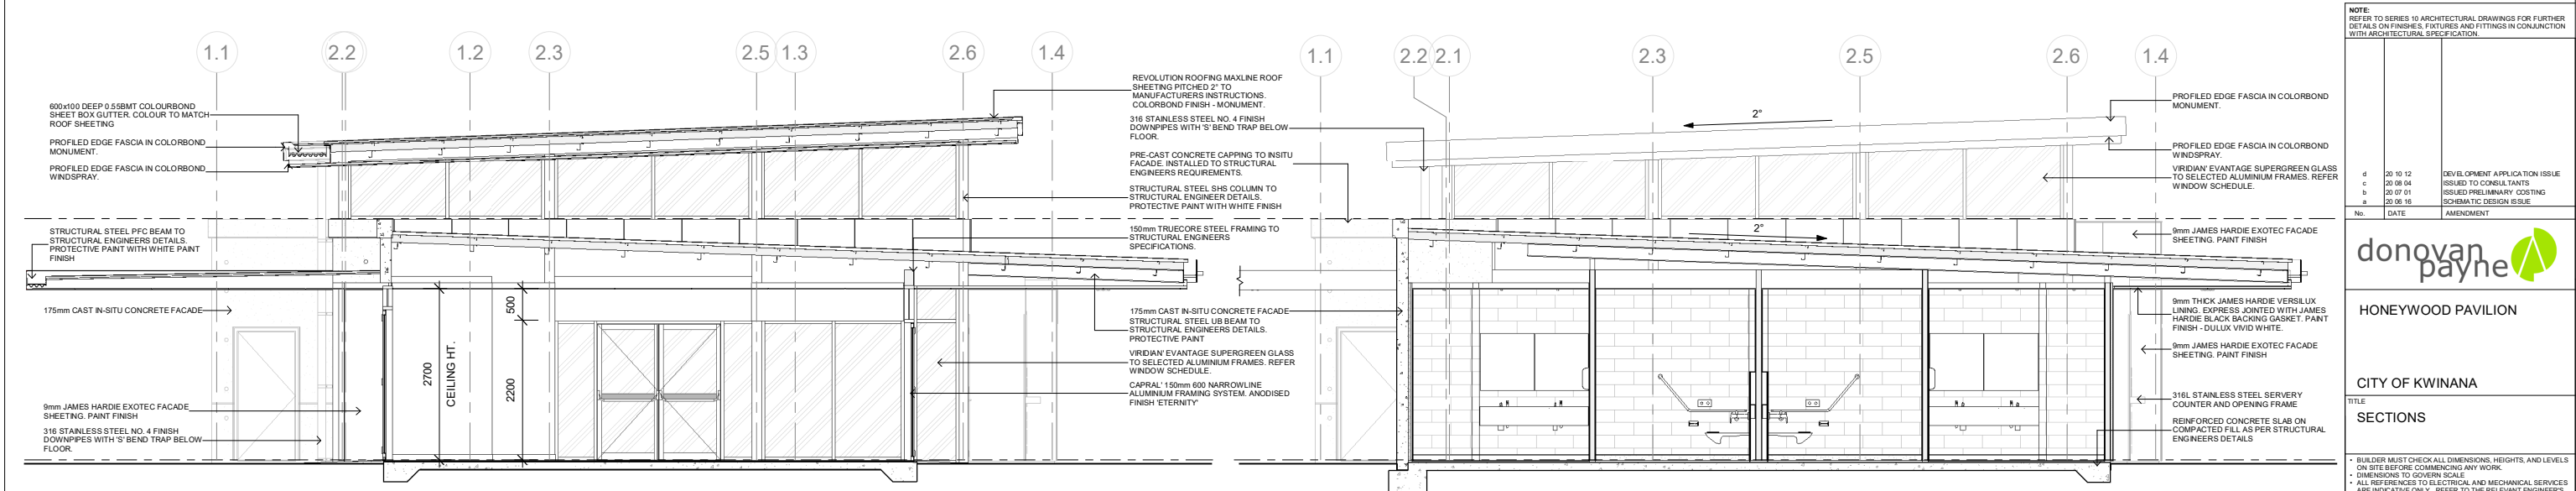 1.1
2.2
1.2
2.3
2.5
1.3
2.6
1.4
600x100 DEEP 0.55BMT COLOURBOND
SHEET BOX GUTTER. COLOUR TO MATCH
ROOF SHEETING
PROFILED EDGE FASCIA IN COLORBOND
MONUMENT.
PROFILED EDGE FASCIA IN COLORBOND
WINDSPRAY.
STRUCTURAL STEEL PFC BEAM TO
STRUCTURAL ENGINEERS DETAILS.
PROTECTIVE PAINT WITH WHITE PAINT
FINISH
175mm CAST IN-SITU CONCRETE FACADE
9mm JAMES HARDIE EXOTEC FACADE
SHEETING. PAINT FINISH
316 STAINLESS STEEL NO. 4 FINISH
DOWNPIPES WITH 'S' BEND TRAP BELOW
FLOOR.
2700
CEILING HT.
500
2200
REVOLUTION ROOFING MAXLINE ROOF
SHEETING PITCHED 2° TO
MANUFACTURERS INSTRUCTIONS.
COLORBOND FINISH - MONUMENT.
316 STAINLESS STEEL NO. 4 FINISH
DOWNPIPES WITH 'S' BEND TRAP BELOW
FLOOR.
PRE-CAST CONCRETE CAPPING TO INSITU
FACADE. INSTALLED TO STRUCTURAL
ENGINEERS REQUIREMENTS.
STRUCTURAL STEEL SHS COLUMN TO
STRUCTURAL ENGINEER DETAILS.
PROTECTIVE PAINT WITH WHITE FINISH
150mm TRUECORE STEEL FRAMING TO
STRUCTURAL ENGINEERS
SPECIFICATIONS.
175mm CAST IN-SITU CONCRETE FACADE
STRUCTURAL STEEL UB BEAM TO
STRUCTURAL ENGINEERS DETAILS.
PROTECTIVE PAINT
VIRIDIAN' EVANTAGE SUPERGREEN GLASS
TO SELECTED ALUMINIUM FRAMES. REFER
WINDOW SCHEDULE.
CAPRAL' 150mm 600 NARROWLINE
ALUMINIUM FRAMING SYSTEM. ANODISED
FINISH 'ETERNITY'
1.1
2.2
2.1
2.3
2.5
2.6
1.4
2°
2°
PROFILED EDGE FASCIA IN COLORBOND
MONUMENT.
PROFILED EDGE FASCIA IN COLORBOND
WINDSPRAY.
VIRIDIAN' EVANTAGE SUPERGREEN GLASS
TO SELECTED ALUMINIUM FRAMES. REFER
WINDOW SCHEDULE.
9mm JAMES HARDIE EXOTEC FACADE
SHEETING. PAINT FINISH
9mm THICK JAMES HARDIE VERSILUX
LINING. EXPRESS JOINTED WITH JAMES
HARDIE BLACK BACKING GASKET. PAINT
FINISH - DULUX VIVID WHITE.
9mm JAMES HARDIE EXOTEC FACADE
SHEETING. PAINT FINISH
316L STAINLESS STEEL SERVERY
COUNTER AND OPENING FRAME
REINFORCED CONCRETE SLAB ON
COMPACTED FILL AS PER STRUCTURAL
ENGINEERS DETAILS
NOTE:
REFER TO SERIES 10 ARCHITECTURAL DRAWINGS FOR FURTHER
DETAILS ON FINISHES, FIXTURES AND FITTINGS IN CONJUNCTION
WITH ARCHITECTURAL SPECIFICATION.
d 20 10 12 DEVELOPMENT APPLICATION ISSUE
c 20 08 04 ISSUED TO CONSULTANTS
b 20 07 01 ISSUED PRELIMINARY COSTING
a 20 06 16 SCHEMATIC DESIGN ISSUE
No. DATE AMENDMENT
donovan
payne
HONEYWOOD PAVILION
CITY OF KWINANA
TITLE
SECTIONS
• BUILDER MUST CHECK ALL DIMENSIONS, HEIGHTS, AND LEVELS
ON SITE BEFORE COMMENCING ANY WORK.
• DIMENSIONS TO GOVERN SCALE
• ALL REFERENCES TO ELECTRICAL AND MECHANICAL SERVICES
ARE INDICATIVE ONLY. REFER TO THE RELEVANT ENGINEER'S